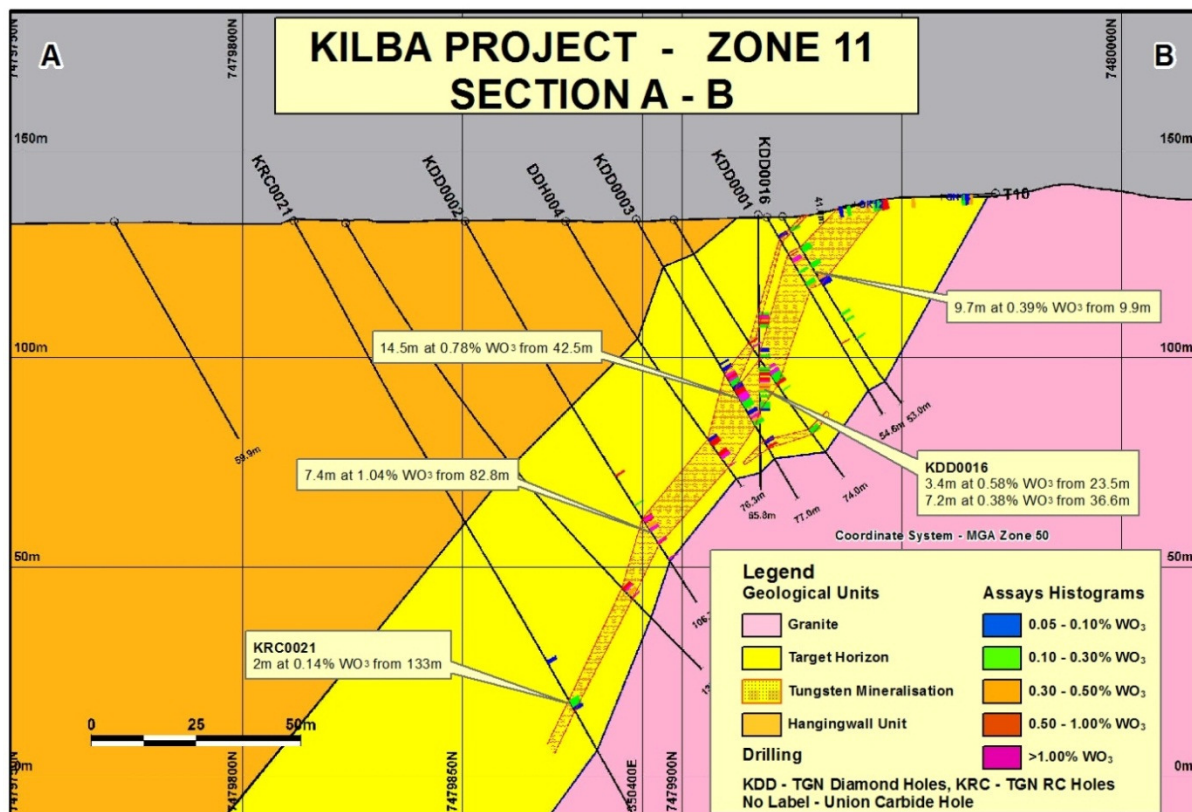 7479750N
A
7479800N
KILBA PROJECT - ZONE 11
SECTION A - B
7480000N
B
150m
150m
KRC0021
KDD0002
DDH004
KDD0003
KDD0001
KDD0016
T10
9.7m at 0.39% WO3 from 9.9m
14.5m at 0.78% WO3 from 42.5m
100m
100m
59.9m
54.6m
53.0m
7.4m at 1.04% WO3 from 82.8m
KDD0016
3.4m at 0.58% WO3 from 23.5m
7.2m at 0.38% WO3 from 36.6m
76.3m
85.8m
77.0m
74.0m
Coordinate System - MGA Zone 50
50m
Legend
Geological Units
Granite
Target Horizon
Tungsten Mineralisation
Hangingwall Unit
Drilling
Assays Histograms
0.05 - 0.10% WO3
0.10 - 0.30% WO3
0.30 - 0.50% WO3
0.50 - 1.00% WO3
>1.00% WO3
KDD - TGN Diamond Holes, KRC - TGN RC Holes
No Label - Union Carbide Hole
KRC0021
2m at 0.14% WO3 from 133m
0 25 50m
0m
0m
7479750N
7479800N
7479850N
350400E
7479900N